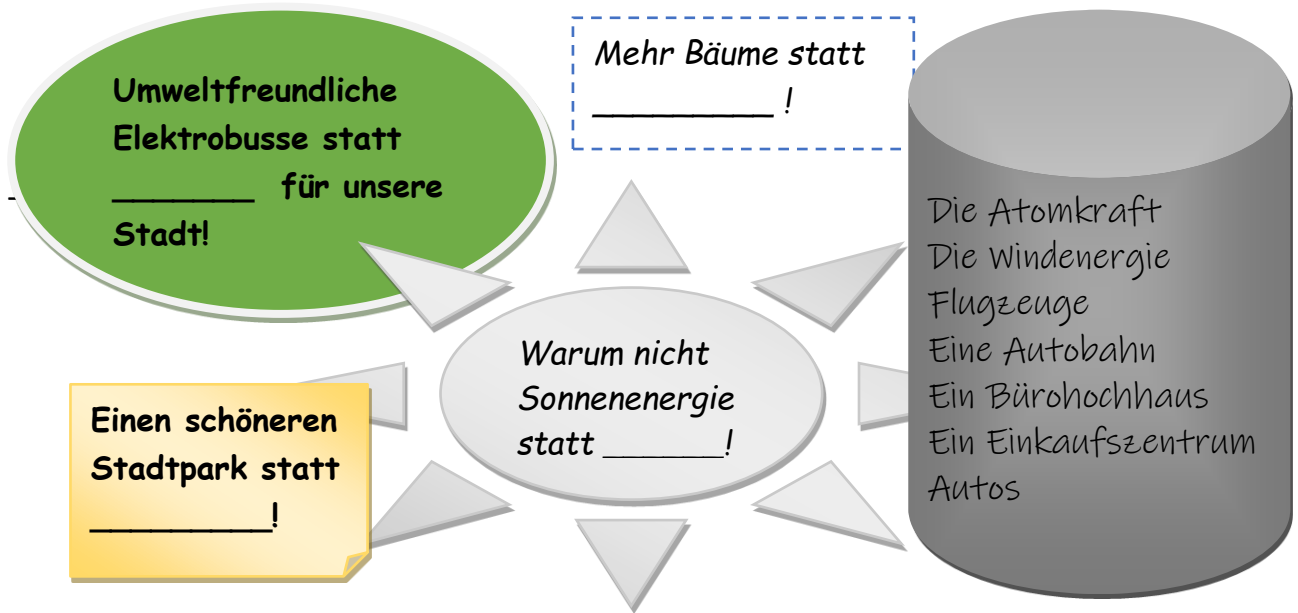 Umweltfreundliche
Elektrobusse statt
_______ für unsere
Stadt!
Mehr Bäume statt
_________ !
Warum nicht
Sonnenenergie
statt ______!
Einen schöneren
Stadtpark statt
_________!
Die Atomkraft
Die Windenergie
Flugzeuge
Eine Autobahn
Ein Bürohochhaus
Ein Einkaufszentrum
Autos